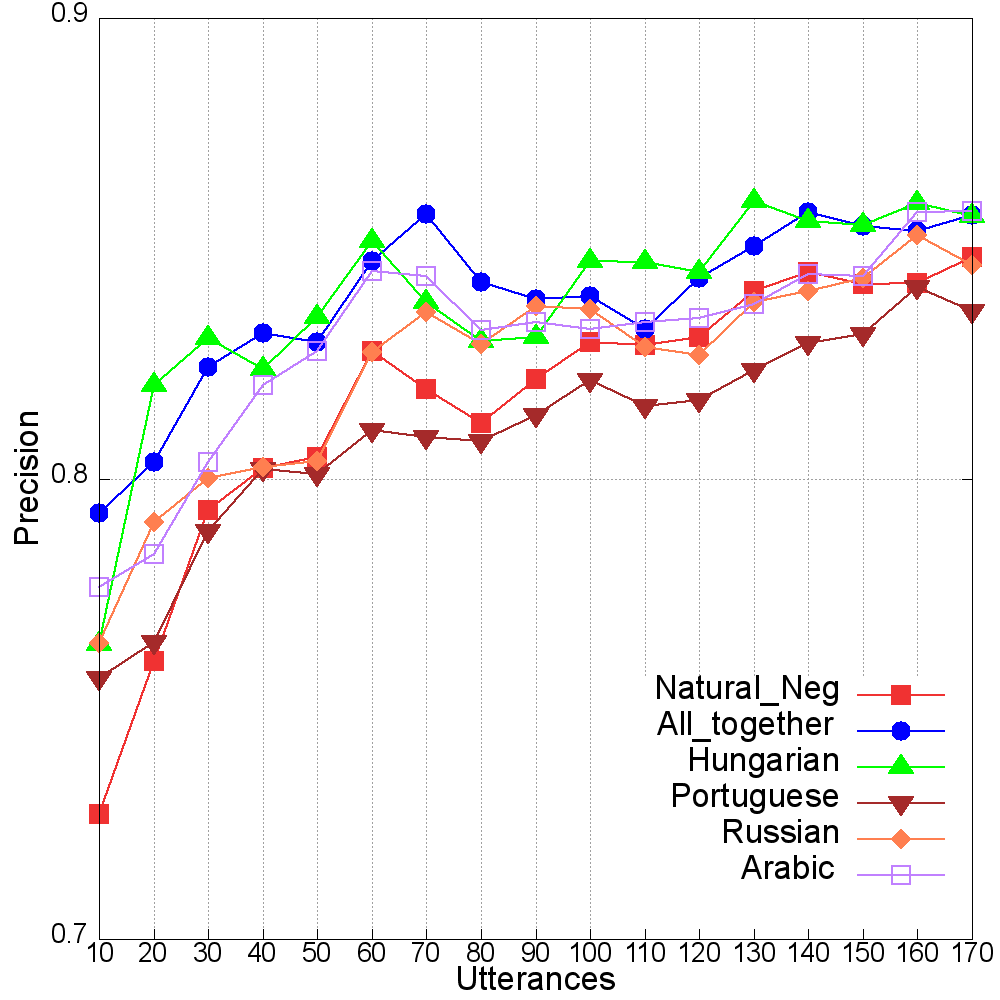 0.9
0.8
0.7
Precision
10 20 30 40 50 60 70 80 90 100 110 120 130 140 150 160 170
Utterances
Natural_Neg
All_together
Hungarian
Portuguese
Russian
Arabic